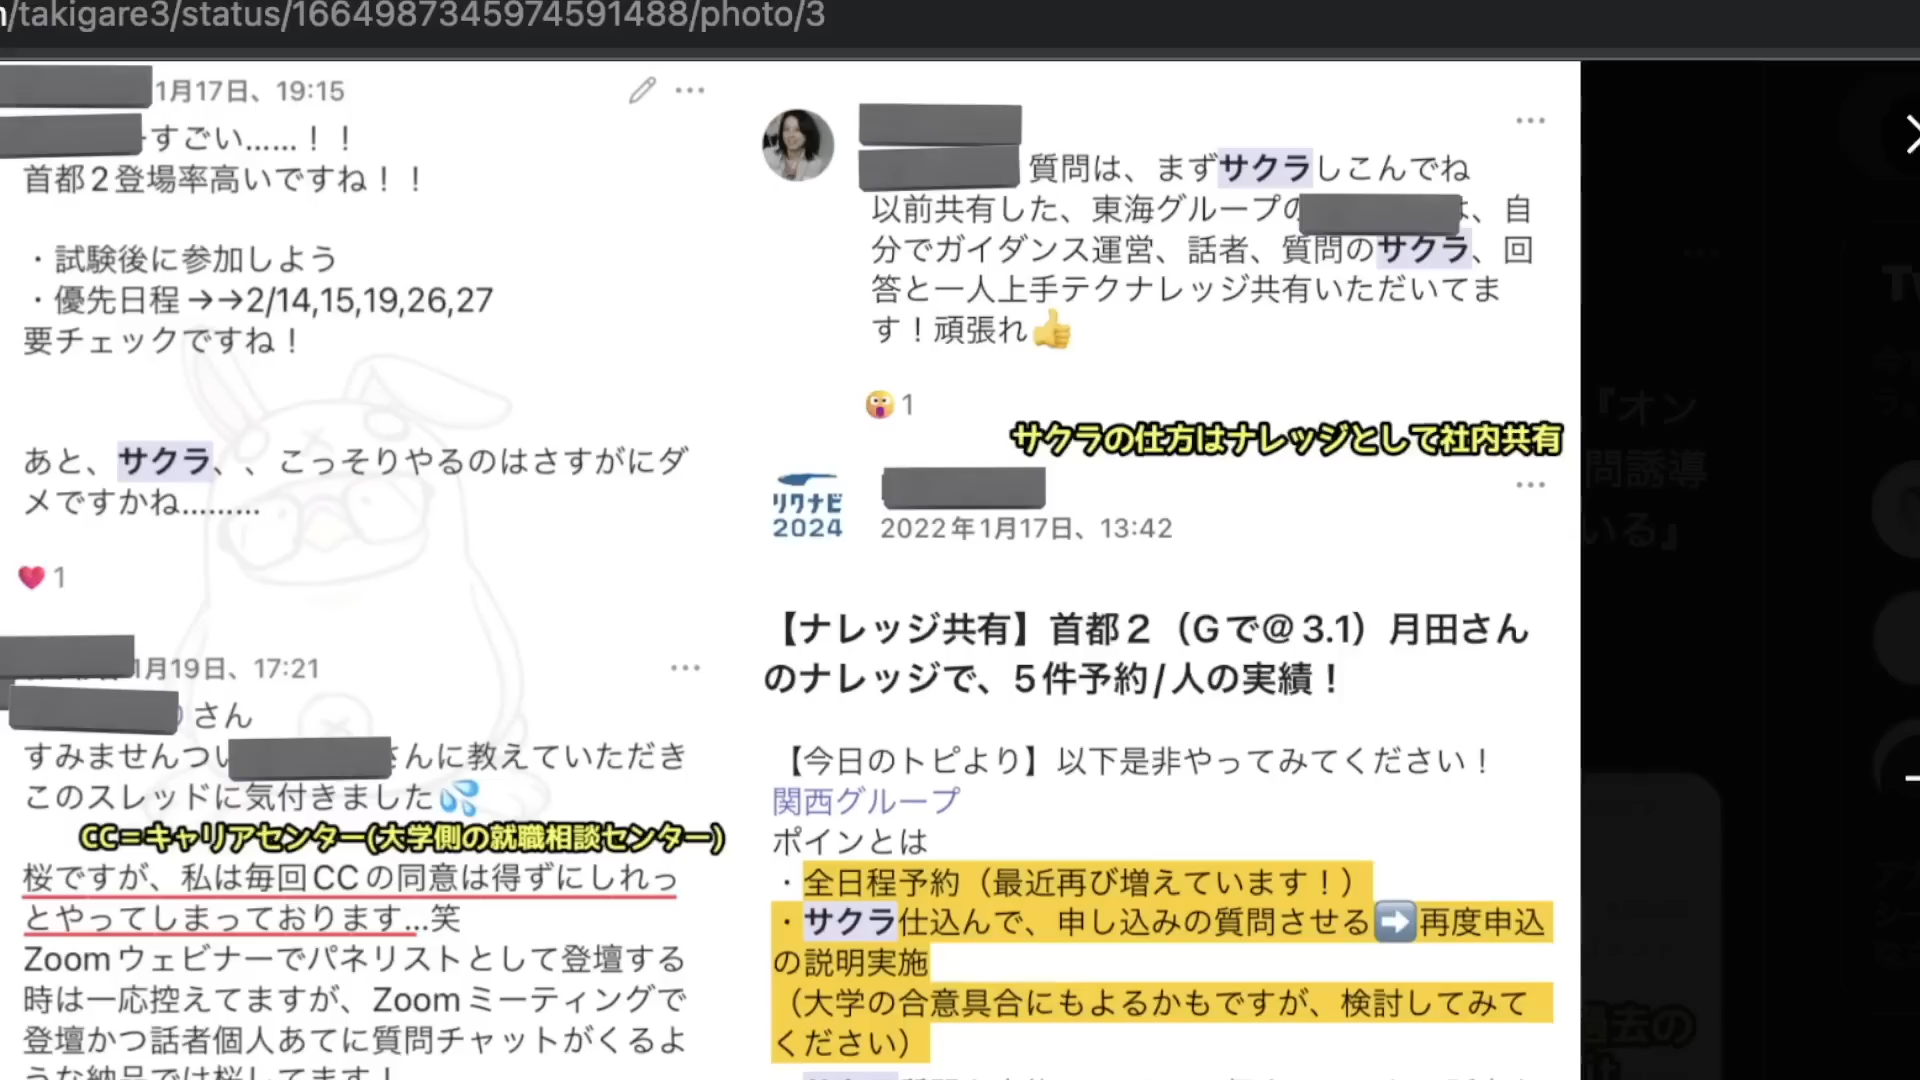 /takigare3/status/1664987345974591488/photo/3
1月17日、19:15
すごい……！！
首都２登場率高いですね！！
・試験後に参加しよう
・優先日程→→2/14,15,19,26,27
要チェックですね！
あと、サクラ、、こっそりやるのはさすがにダ
メですかね………
1
1月19日、17:21
さん
すみませんつい
さんに教えていただき
このスレッドに気付きました💦
CC=キャリアセンター(大学側の就職相談センター)
桜ですが、私は毎回CCの同意は得ずにしれっ
とやってしまっております…笑
Zoomウェビナーでパネリストとして登壇する
時は一応控えてますが、Zoomミーティングで
登壇かつ話者個人あてに質問チャットがくるよ
うな納品では桜してます！
質問は、まずサクラしこんでね
以前共有した、東海グループの
は、自
分でガイダンス運営、話者、質問のサクラ、回
答と一人上手テクナレッジ共有いただいてま
す！頑張れ👍
1
サクラの仕方はナレッジとして社内共有
リクナビ
2024
2022年1月17日、13:42
【ナレッジ共有】首都２（Gで@3.1）月田さん
のナレッジで、５件予約/人の実績！
【今日のトピより】以下是非やってみてください！
関西グループ
ポインとは
・全日程予約（最近再び増えています！）
・サクラ仕込んで、申し込みの質問させる➡再度申込
の説明実施
（大学の合意具合にもよるかもですが、検討してみて
ください）
『オン
問誘導
いる』
過去の